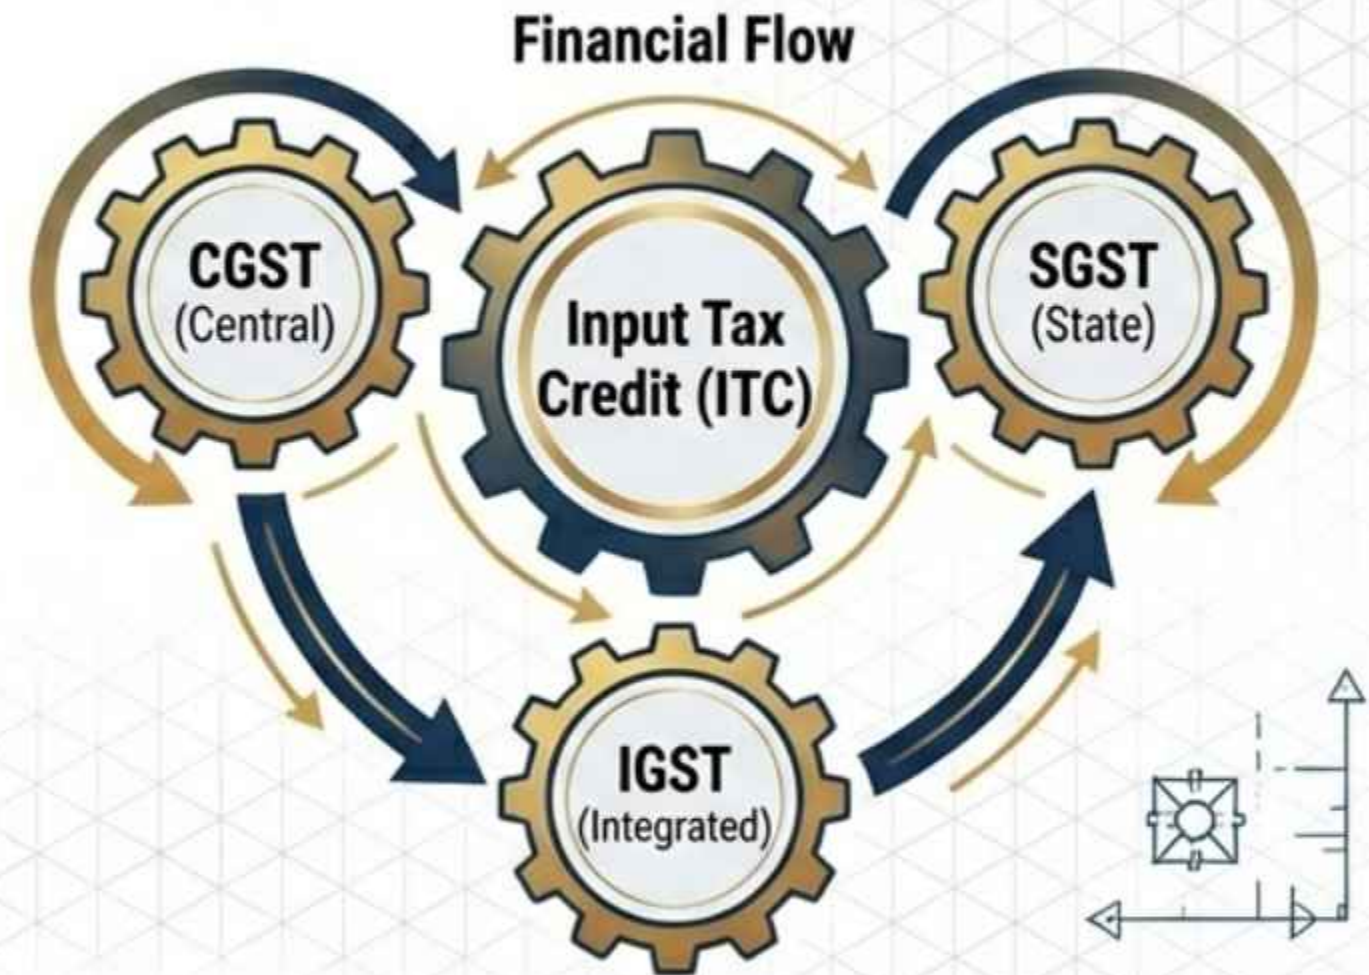 Financial Flow
CGST
(Central)
Input Tax
Credit (ITC)
SGST
(State)
IGST
(Integrated)